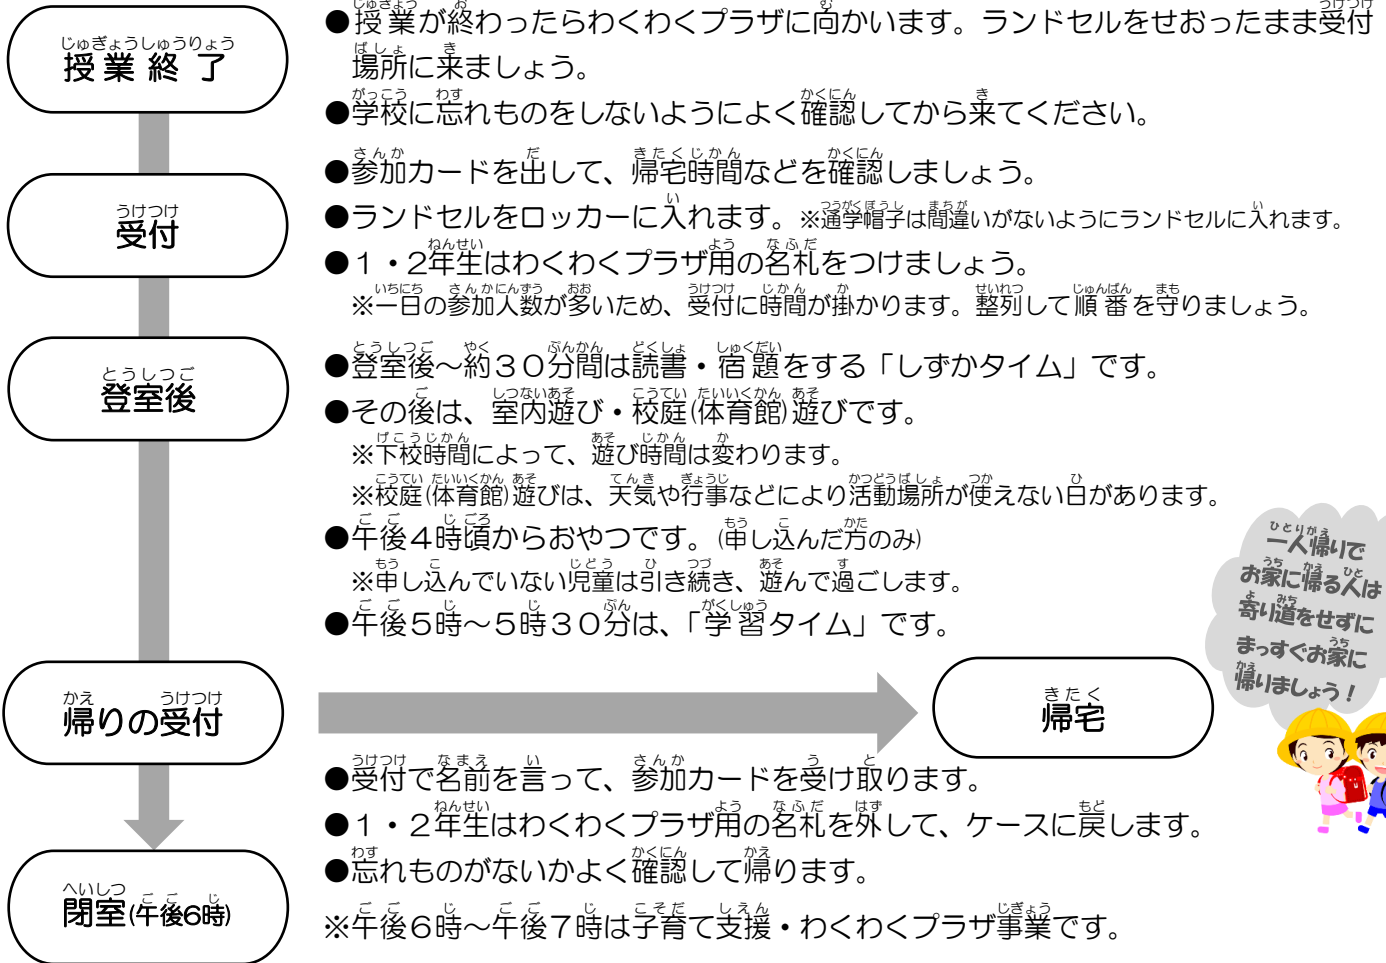 授業終了
●授業が終わったらわくわくプラザに向かいます。ランドセルをせおったまま受付
場所に来ましょう。
●学校に忘れものをしないようによく確認してから来てください。
受付
●参加カードを出して、帰宅時間などを確認しましょう。
●ランドセルをロッカーに入れます。※通学帽子は間違いがないようにランドセルに入れます。
●１・2年生はわくわくプラザ用の名札をつけましょう。
※一日の参加人数が多いため、受付に時間が掛かります。整列して順番を守りましょう。
登室後
●登室後～約３０分間は読書・宿題をする「しずかタイム」です。
●その後は、室内遊び・校庭(体育館)遊びです。
※下校時間によって、遊び時間は変わります。
※校庭(体育館)遊びは、天気や行事などにより活動場所が使えない日があります。
●午後４時頃からおやつです。(申し込んだ方のみ)
※申し込んでいない児童は引き続き、遊んで過ごします。
●午後５時～５時３０分は、「学習タイム」です。
一人帰りで
お家に帰る人は
寄り道をせずに
まっすぐお家に
帰りましょう！
帰りの受付
帰宅
●受付で名前を言って、参加カードを受け取ります。
●１・２年生はわくわくプラザ用の名札を外して、ケースに戻します。
●忘れものがないかよく確認して帰ります。
閉室(午後6時)
※午後６時～午後７時は子育て支援・わくわくプラザ事業です。